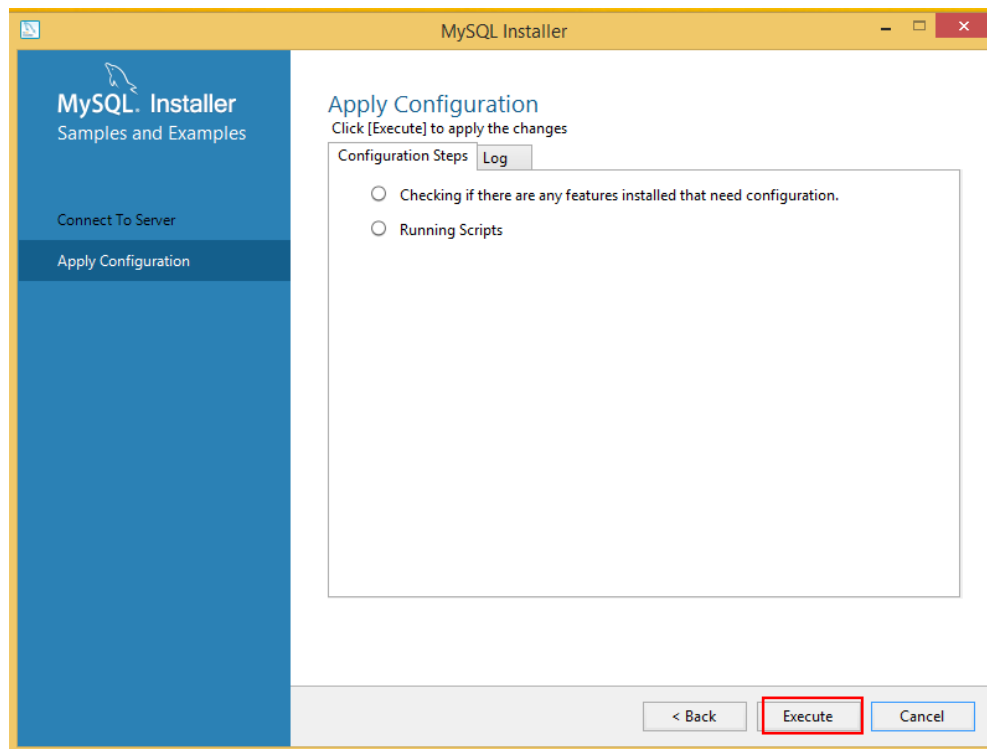 MySQL Installer
MySQL. Installer
Samples and Examples
Connect To Server
Apply Configuration
Apply Configuration
Click [Execute] to apply the changes
Configuration Steps Log
Checking if there are any features installed that need configuration.
Running Scripts
< Back Execute Cancel